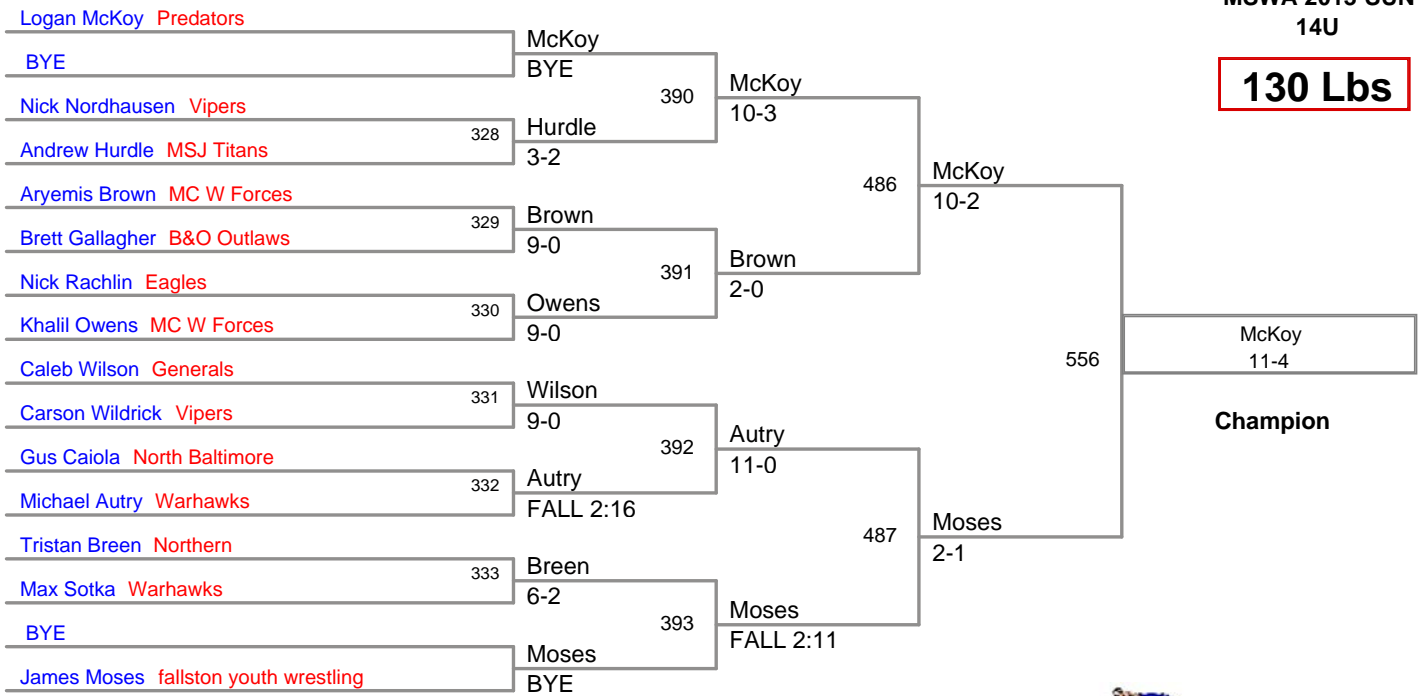 Logan McKoy Predators
BYE
Nick Nordhausen Vipers
Andrew Hurdle MSJ Titans
Aryemis Brown MC W Forces
Brett Gallagher B&O Outlaws
Nick Rachlin Eagles
Khalil Owens MC W Forces
Caleb Wilson Generals
Carson Wildrick Vipers
Gus Caiola North Baltimore
Michael Autry Warhawks
Tristan Breen Northern
Max Sotka Warhawks
BYE
James Moses fallston youth wrestling
McKoy
BYE
328
Hurdle
3-2
329
Brown
9-0
330
Owens
9-0
331
Wilson
9-0
332
Autry
FALL 2:16
333
Breen
6-2
Moses
BYE
390
McKoy
10-3
391
Brown
2-0
392
Autry
11-0
393
Moses
FALL 2:11
486
McKoy
10-2
487
Moses
2-1
556
McKoy
11-4
Champion
14U
130 Lbs